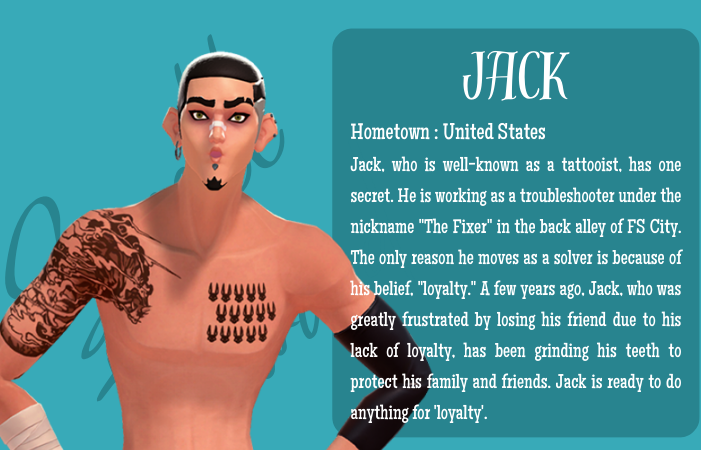 JACK
Hometown : United States
Jack, who is well-known as a tattooist, has one
secret. He is working as a troubleshooter under the
nickname "The Fixer" in the back alley of FS City.
The only reason he moves as a solver is because of
his belief, "loyalty." A few years ago, Jack, who was
greatly frustrated by losing his friend due to his
lack of loyalty, has been grinding his teeth to
protect his family and friends. Jack is ready to do
anything for 'loyalty'.